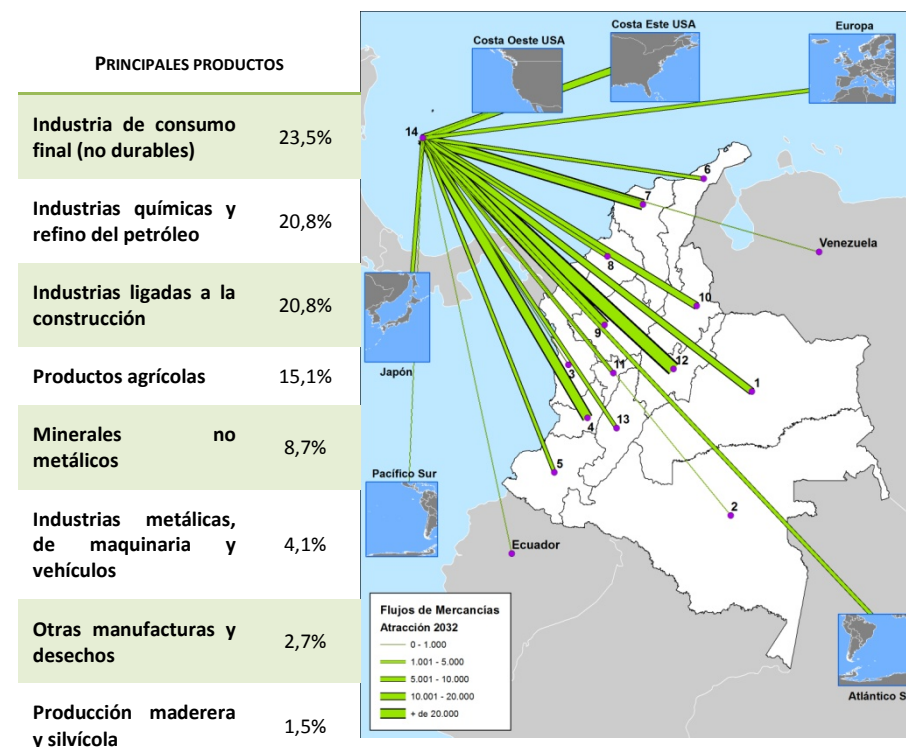 PRINCIPALES PRODUCTOS
Industria de consumo
final (no durables)
23,5%
Industrias químicas y
refino del petróleo
20,8%
Industrias ligadas a la
construcción
20,8%
Productos agrícolas
15,1%
Minerales no
metálicos
8,7%
Industrias metálicas,
de maquinaria y
vehículos
4,1%
Otras manufacturas y
desechos
2,7%
Producción maderera
y silvícola
1,5%
Costa Oeste USA
Costa Este USA
Europa
14
6
7
Venezuela
8
10
9
12
3
11
1
Japón
4
13
5
Pacífico Sur
2
Ecuador
Flujos de Mercancías
Atracción 2032
0 - 1.000
1.001 - 5.000
5.001 - 10.000
10.001 - 20.000
+ de 20.000
Atlántico S